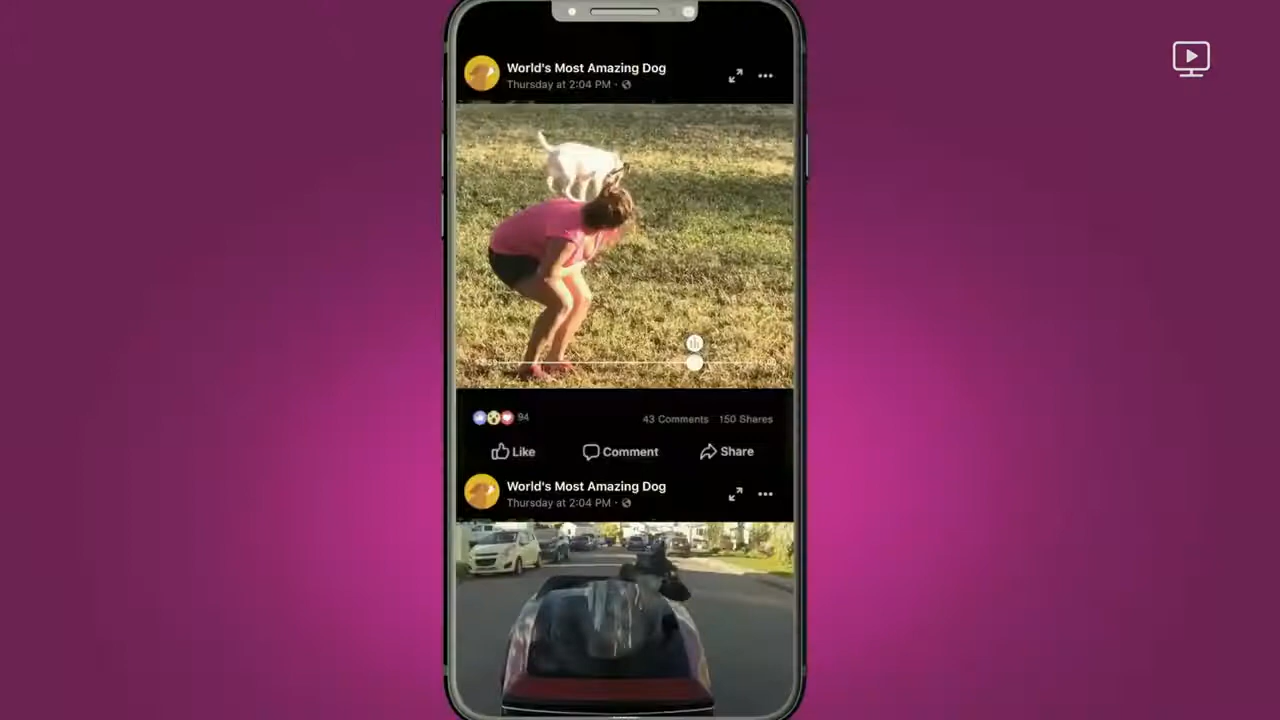 World's Most Amazing Dog
Thursday at 2:04 PM ·
94
43 Comments 150 Shares
Like Comment Share
World's Most Amazing Dog
Thursday at 2:04 PM ·